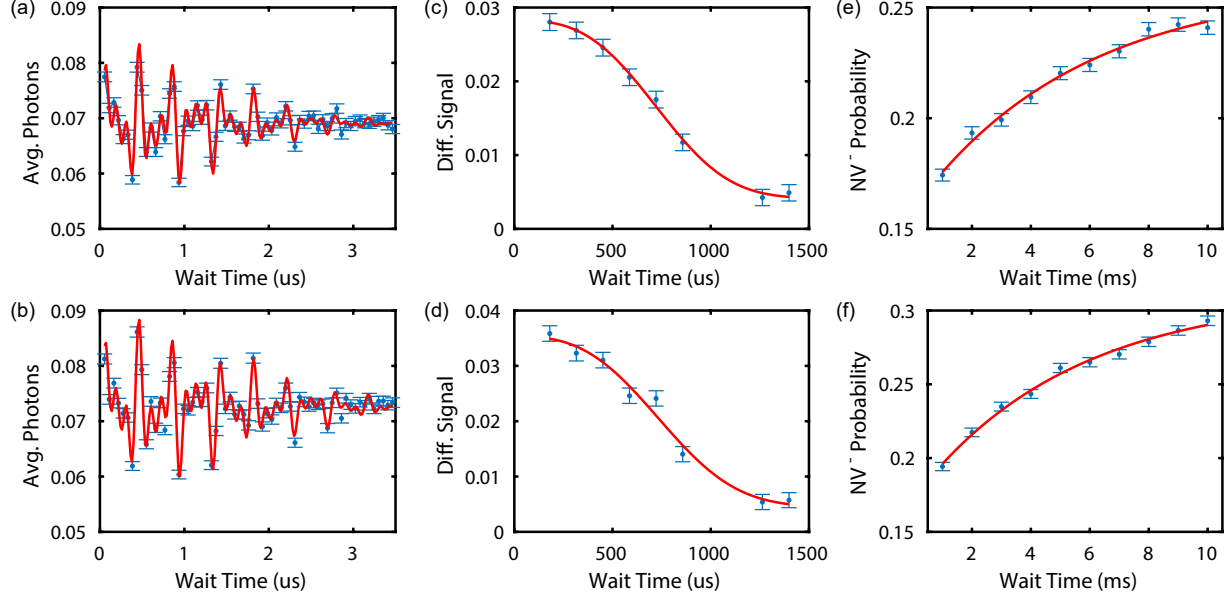 (a)
0.09
0.08
0.07
0.06
0.05
Avg. Photons
0 1 2 3
Wait Time (us)
(c)
0.03
0.02
0.01
0
Diff. Signal
0 500 1000 1500
Wait Time (us)
(e)
0.25
0.2
0.15
NV⁻ Probability
2 4 6 8 10
Wait Time (ms)
(b)
0.09
0.08
0.07
0.06
0.05
Avg. Photons
0 1 2 3
Wait Time (us)
(d)
0.04
0.03
0.02
0.01
0
Diff. Signal
0 500 1000 1500
Wait Time (us)
(f)
0.3
0.25
0.2
0.15
NV⁻ Probability
2 4 6 8 10
Wait Time (ms)